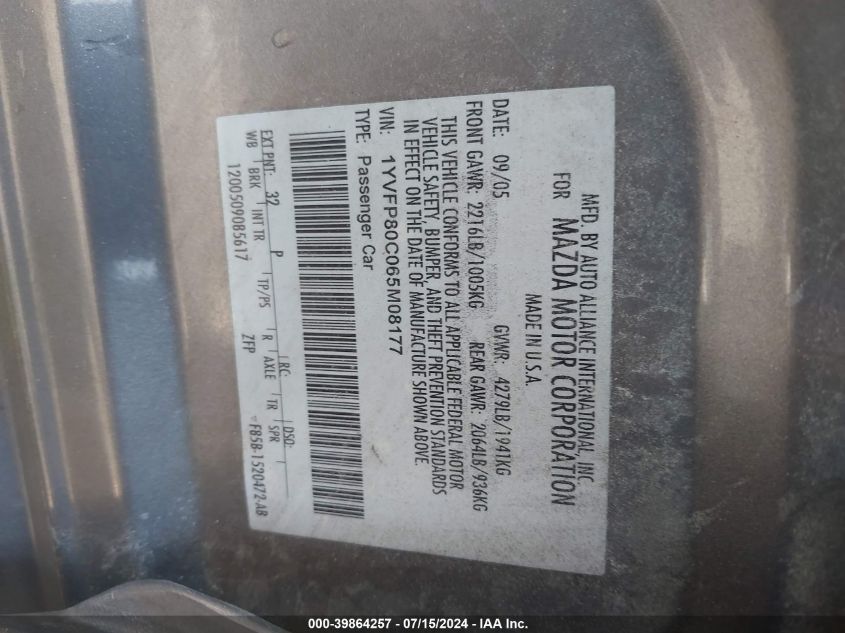 MFD. BY AUTO ALLIANCE INTERNATIONAL, INC.
FOR MAZDA MOTOR CORPORATION
MADE IN U.S.A.
DATE: 09/05 GVWR: 4279LB/1941KG
FRONT GAWR: 2216LB/1005KG REAR GAWR: 2064LB/936KG
THIS VEHICLE CONFORMS TO ALL APPLICABLE FEDERAL MOTOR
VEHICLE SAFETY, BUMPER, AND THEFT PREVENTION STANDARDS
IN EFFECT ON THE DATE OF MANUFACTURE SHOWN ABOVE.
VIN: 1YVFP80C065M08177
TYPE: Passenger Car
EXT PNT: 32 P RC: DSO:
WB BRK INT TR TP/PS R AXLE TR SPR
1200509085617 ZFP F85B-1520472-AB
000-39864257 - 07/15/2024 - IAA Inc.